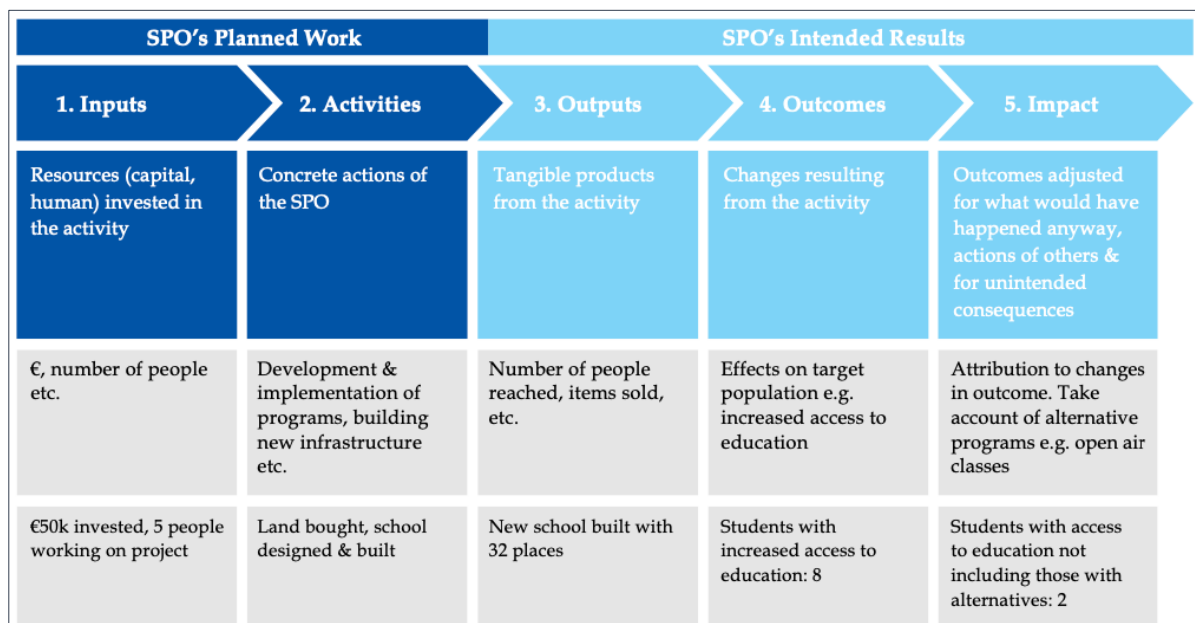 SPO’s Planned Work
SPO’s Intended Results
1. Inputs
2. Activities
3. Outputs
4. Outcomes
5. Impact
Resources (capital,
human) invested in
the activity
Concrete actions of
the SPO
Tangible products
from the activity
Changes resulting
from the activity
Outcomes adjusted
for what would have
happened anyway,
actions of others &
for unintended
consequences
€, number of people
etc.
Development &
implementation of
programs, building
new infrastructure
etc.
Number of people
reached, items sold,
etc.
Effects on target
population e.g.
increased access to
education
Attribution to changes
in outcome. Take
account of alternative
programs e.g. open air
classes
€50k invested, 5 people
working on project
Land bought, school
designed & built
New school built with
32 places
Students with
increased access to
education: 8
Students with access
to education not
including those with
alternatives: 2